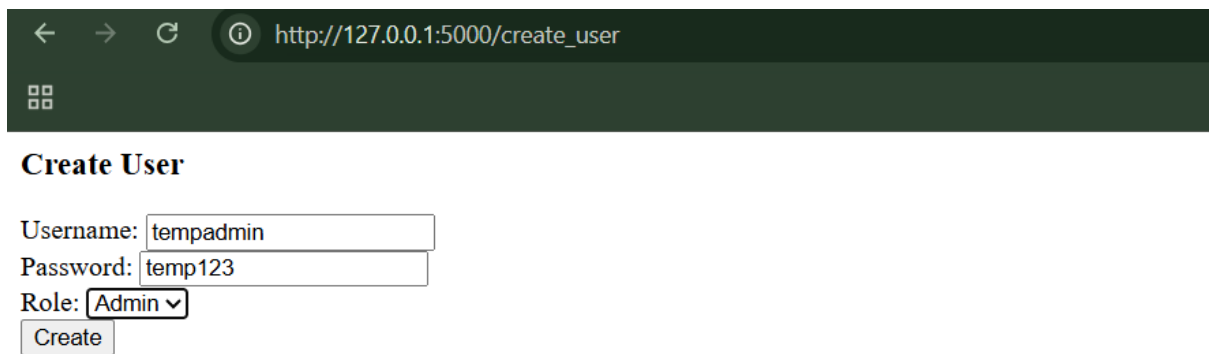 http://127.0.0.1:5000/create_user
Create User
Username: tempadmin
Password: temp123
Role: Admin
Create